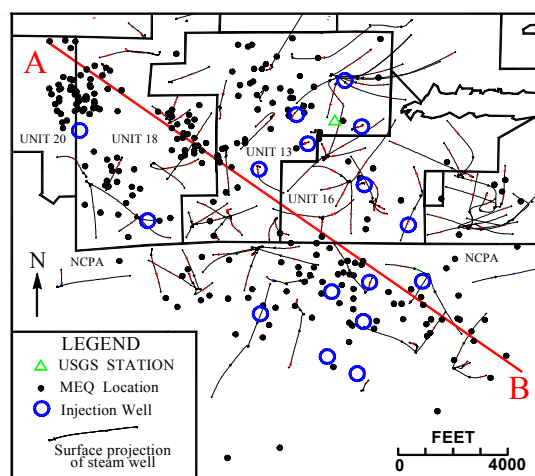 A
UNIT 20
UNIT 18
UNIT 13
UNIT 16
N
NCPA
NCPA
LEGEND
USGS STATION
MEQ Location
Injection Well
Surface projection
of steam well
B
FEET
0
4000